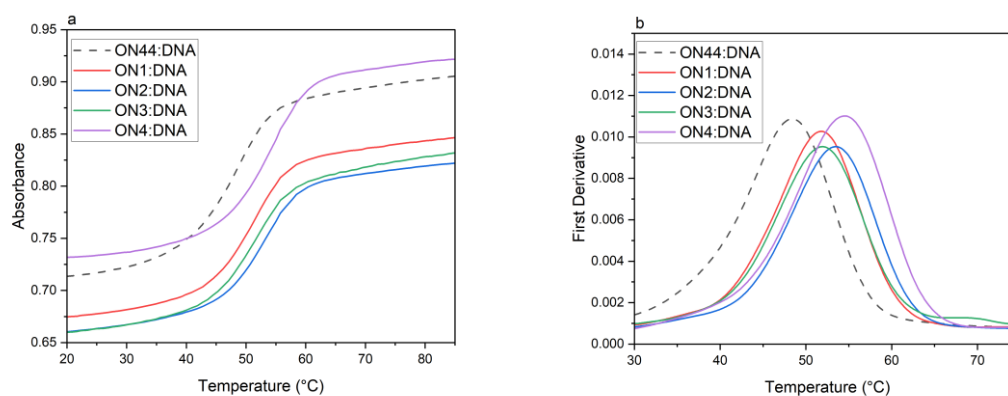 a
0.95
0.90
0.85
0.80
0.75
0.70
0.65
Absorbance
ON44:DNA
ON1:DNA
ON2:DNA
ON3:DNA
ON4:DNA
20 30 40 50 60 70 80
Temperature (°C)
b
0.014
0.012
0.010
0.008
0.006
0.004
0.002
0.000
First Derivative
ON44:DNA
ON1:DNA
ON2:DNA
ON3:DNA
ON4:DNA
30 40 50 60 70
Temperature (°C)